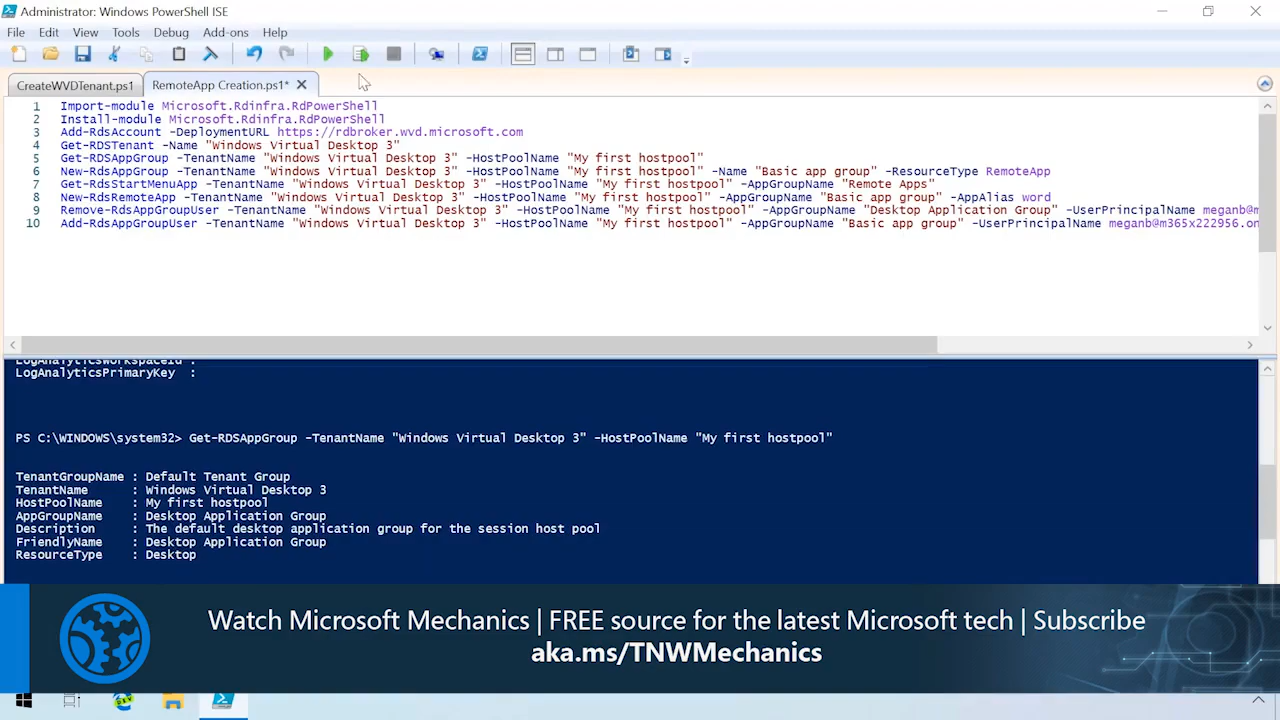 Administrator: Windows PowerShell ISE
File Edit View Tools Debug Add-ons Help
CreateWVDTenant.ps1 RemoteApp Creation.ps1*
1 Import-module Microsoft.Rdinfra.RdPowerShell
2 Install-module Microsoft.Rdinfra.RdPowerShell
3 Add-RdsAccount -DeploymentURL https://rdbroker.wvd.microsoft.com
4 Get-RDSTenant -Name "Windows Virtual Desktop 3"
5 Get-RDSAppGroup -TenantName "Windows Virtual Desktop 3" -HostPoolName "My first hostpool"
6 New-RdsAppGroup -TenantName "Windows Virtual Desktop 3" -HostPoolName "My first hostpool" -Name "Basic app group" -ResourceType RemoteApp
7 Get-RdsStartMenuApp -TenantName "Windows Virtual Desktop 3" -HostPoolName "My first hostpool" -AppGroupName "Remote Apps"
8 New-RdsRemoteApp -TenantName "Windows Virtual Desktop 3" -HostPoolName "My first hostpool" -AppGroupName "Basic app group" -AppAlias word
9 Remove-RdsAppGroupUser -TenantName "Windows Virtual Desktop 3" -HostPoolName "My first hostpool" -AppGroupName "Desktop Application Group" -UserPrincipalName meganb@m
10 Add-RdsAppGroupUser -TenantName "Windows Virtual Desktop 3" -HostPoolName "My first hostpool" -AppGroupName "Basic app group" -UserPrincipalName meganb@m365x222956.on
LogAnalyticsWorkspaceId :
LogAnalyticsPrimaryKey :
PS C:\WINDOWS\system32> Get-RDSAppGroup -TenantName "Windows Virtual Desktop 3" -HostPoolName "My first hostpool"
TenantGroupName : Default Tenant Group
TenantName : Windows Virtual Desktop 3
HostPoolName : My first hostpool
AppGroupName : Desktop Application Group
Description : The default desktop application group for the session host pool
FriendlyName : Desktop Application Group
ResourceType : Desktop
Watch Microsoft Mechanics | FREE source for the latest Microsoft tech | Subscribe
aka.ms/TNWMechanics